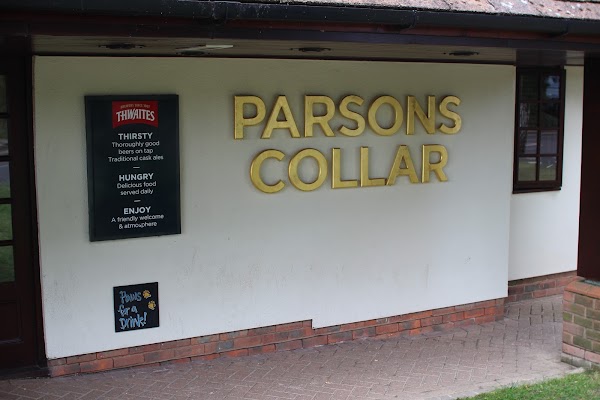 THWAITES
THIRSTY
Thoroughly good
beers on tap
Traditional cask ales
HUNGRY
Delicious food
served daily
ENJOY
A friendly welcome
& atmosphere
PARSONS
COLLAR
Paws
for a
DRINK!